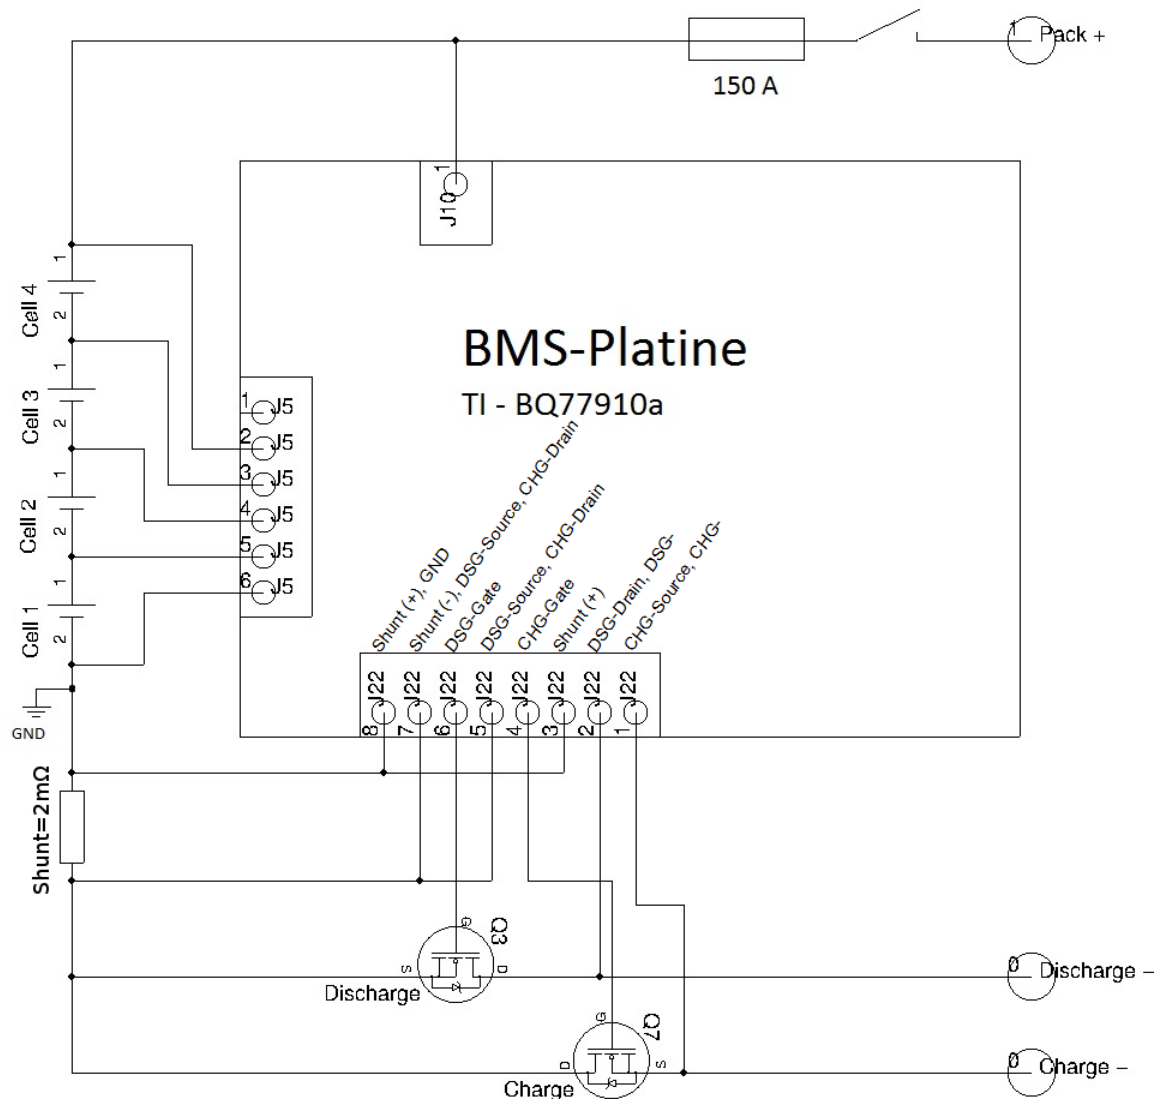 1
Pack +
150 A
1
J10
BMS-Platine
TI - BQ77910a
1
Cell 4
2
1
Cell 3
2
1
Cell 2
2
1
Cell 1
2
1 J5
2 J5
3 J5
4 J5
5 J5
6 J5
GND
Shunt=2mΩ
Shunt (+), GND
Shunt (-), DSG-Source, CHG-Drain
DSG-Gate
DSG-Source, CHG-Drain
CHG-Gate
Shunt (+)
DSG-Drain, DSG-
CHG-Source, CHG-
J22 8
J22 7
J22 6
J22 5
J22 4
J22 3
J22 2
J22 1
G
Q3
S
D
Discharge
0
Discharge -
G
Q7
D
S
Charge
0
Charge -